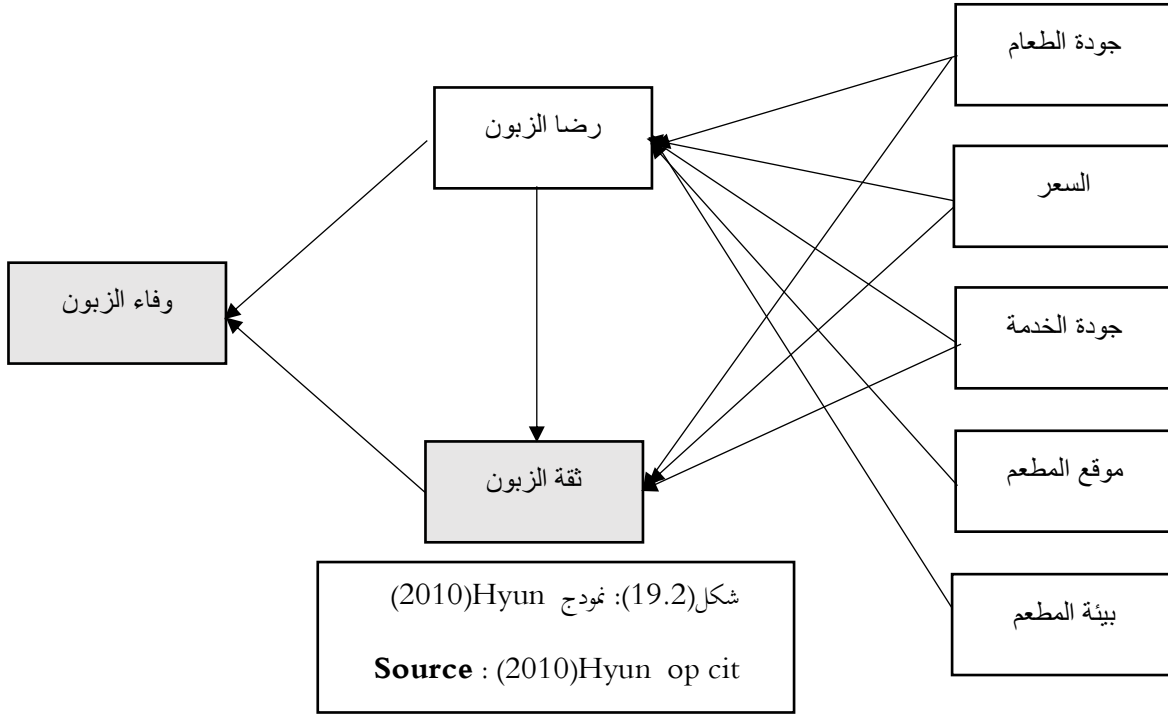 جودة الطعام
رضا الزبون
السعر
وفاء الزبون
جودة الخدمة
ثقة الزبون
موقع المطعم
بيئة المطعم
شكل(19.2): نمودج Hyun(2010)
Source : (2010)Hyun op cit